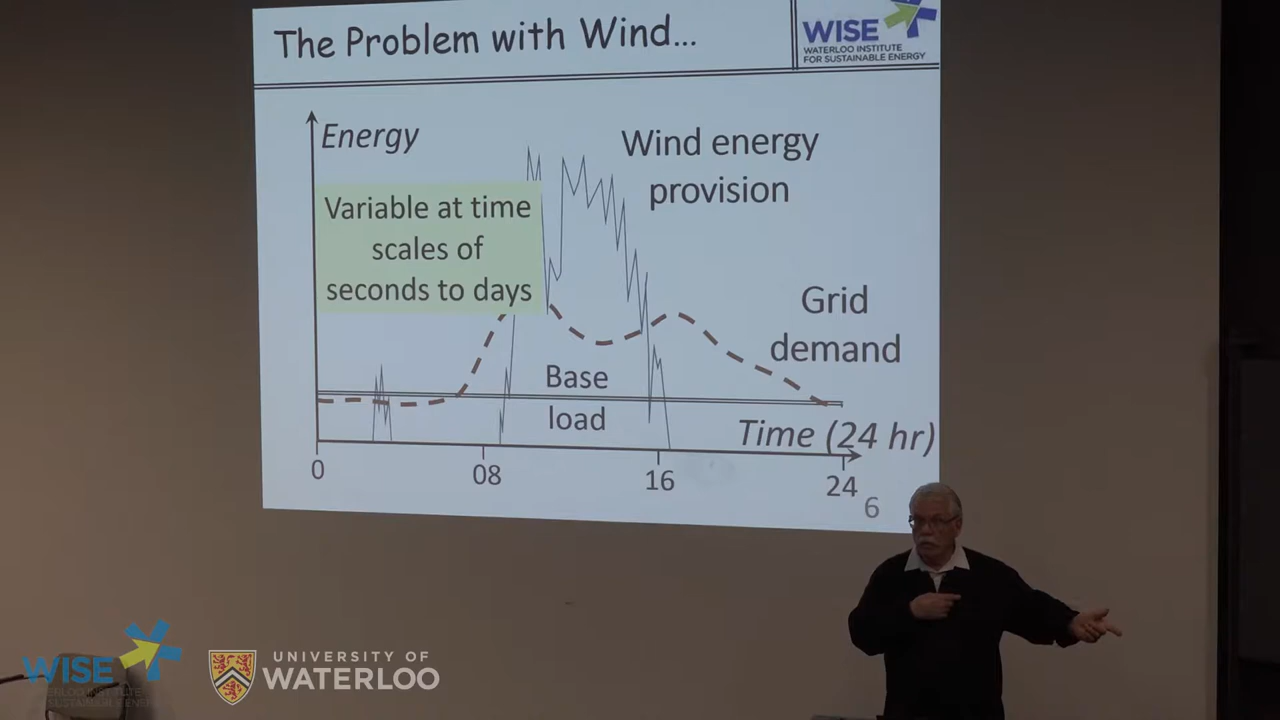 The Problem with Wind...
WISE
WATERLOO INSTITUTE
FOR SUSTAINABLE ENERGY
Energy
Wind energy
provision
Variable at time
scales of
seconds to days
Grid
demand
Base
load
Time (24 hr)
0
08
16
24
6
WISE
UNIVERSITY OF
WATERLOO